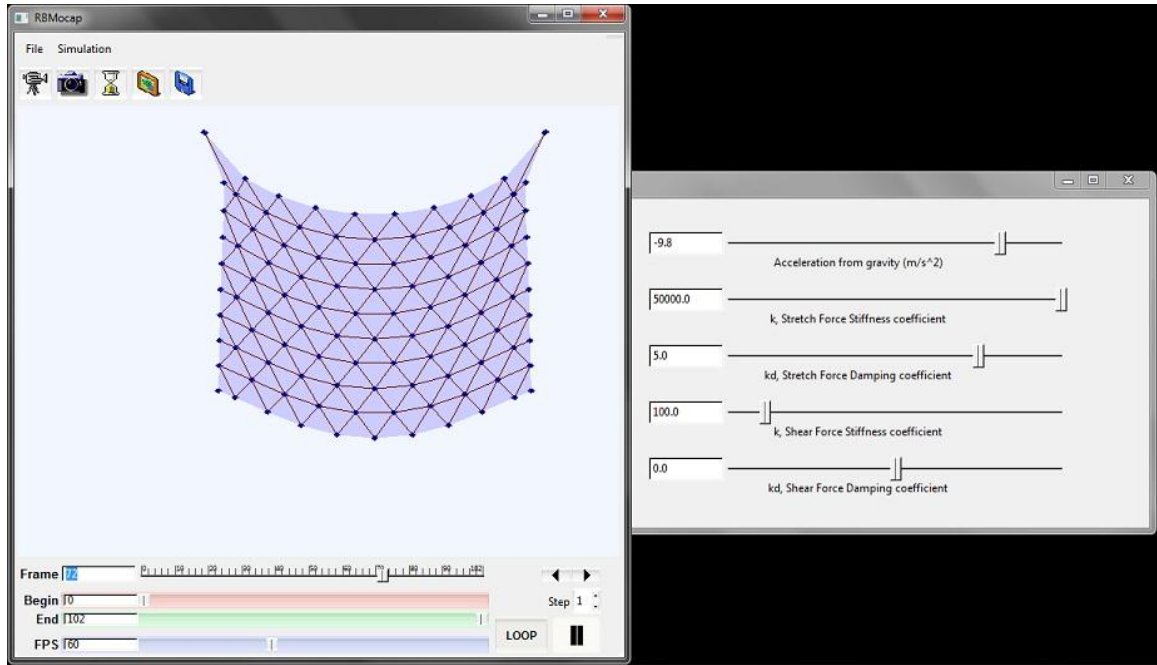 RBMocap
File Simulation
-9.8
Acceleration from gravity (m/s^2)
50000.0
k, Stretch Force Stiffness coefficient
5.0
kd, Stretch Force Damping coefficient
100.0
k, Shear Force Stiffness coefficient
0.0
kd, Shear Force Damping coefficient
Frame 72
Begin 0
Step 1
End 102
FPS 60
LOOP